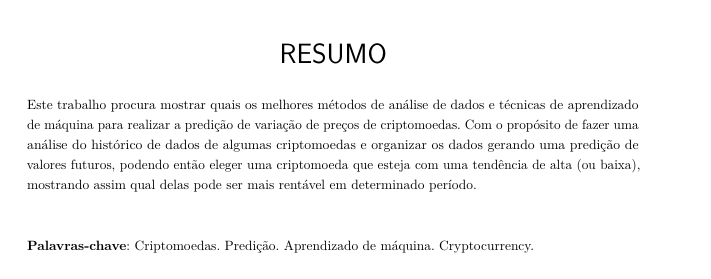 RESUMO
Este trabalho procura mostrar quais os melhores métodos de análise de dados e técnicas de aprendizado
de máquina para realizar a predição de variação de preços de criptomoedas. Com o propósito de fazer uma
análise do histórico de dados de algumas criptomoedas e organizar os dados gerando uma predição de
valores futuros, podendo então eleger uma criptomoeda que esteja com uma tendência de alta (ou baixa),
mostrando assim qual delas pode ser mais rentável em determinado período.
Palavras-chave: Criptomoedas. Predição. Aprendizado de máquina. Cryptocurrency.